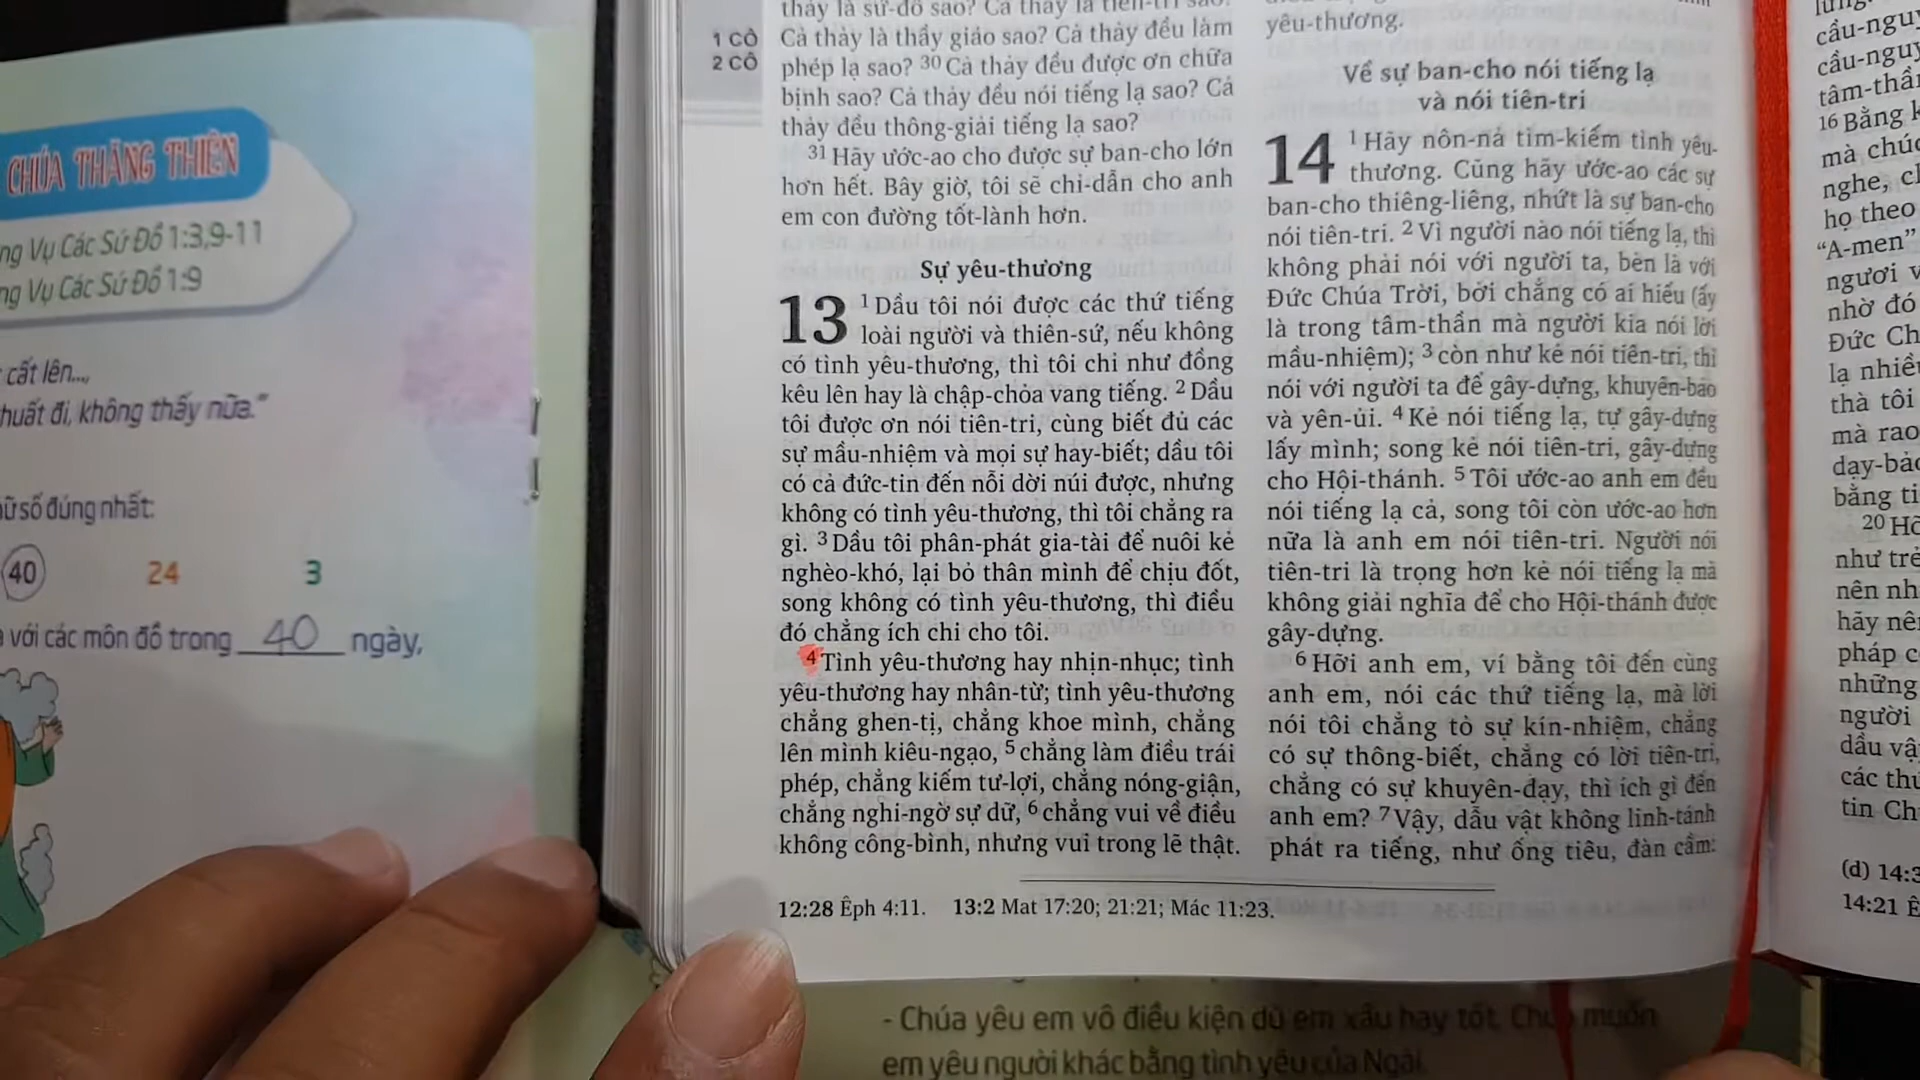 CHÚA THĂNG THIÊN
Vụ Các Sứ Đồ 1:3,9-11
Vụ Các Sứ Đồ 1:9
cất lên...,
đi, không thấy nữa."
số đúng nhất:
40 24 3
với các môn đồ trong 40 ngày,
1 CÔ
2 CÔ
thảy là sứ-đồ sao? Cả thảy là tiên-tri sao?
Cả thảy là thầy giáo sao? Cả thảy đều làm
phép lạ sao? 30 Cả thảy đều được ơn chữa
bịnh sao? Cả thảy đều nói tiếng lạ sao? Cả
thảy đều thông-giải tiếng lạ sao?
31 Hãy ước-ao cho được sự ban-cho lớn
hơn hết. Bây giờ, tôi sẽ chỉ-dẫn cho anh
em con đường tốt-lành hơn.
Sự yêu-thương
13 1 Dầu tôi nói được các thứ tiếng
loài người và thiên-sứ, nếu không
có tình yêu-thương, thì tôi chỉ như đồng
kêu lên hay là chập-chỏa vang tiếng. 2 Dầu
tôi được ơn nói tiên-tri, cùng biết đủ các
sự mầu-nhiệm và mọi sự hay-biết; dầu tôi
có cả đức-tin đến nỗi dời núi được, nhưng
không có tình yêu-thương, thì tôi chẳng ra
gì. 3 Dầu tôi phân-phát gia-tài để nuôi kẻ
nghèo-khó, lại bỏ thân mình để chịu đốt,
song không có tình yêu-thương, thì điều
đó chẳng ích chi cho tôi.
4 Tình yêu-thương hay nhịn-nhục; tình
yêu-thương hay nhân-từ; tình yêu-thương
chẳng ghen-tị, chẳng khoe mình, chẳng
lên mình kiêu-ngạo, 5 chẳng làm điều trái
phép, chẳng kiếm tư-lợi, chẳng nóng-giận,
chẳng nghi-ngờ sự dữ, 6 chẳng vui về điều
không công-bình, nhưng vui trong lẽ thật.
12:28 Êph 4:11. 13:2 Mat 17:20; 21:21; Mác 11:23.
yêu-thương.
Về sự ban-cho nói tiếng lạ
và nói tiên-tri
14 1 Hãy nôn-nả tìm-kiếm tình yêu-
thương. Cũng hãy ước-ao các sự
ban-cho thiêng-liêng, nhứt là sự ban-cho
nói tiên-tri. 2 Vì người nào nói tiếng lạ, thì
không phải nói với người ta, bèn là với
Đức Chúa Trời, bởi chẳng có ai hiểu (ấy
là trong tâm-thần mà người kia nói lời
mầu-nhiệm); 3 còn như kẻ nói tiên-tri, thì
nói với người ta để gây-dựng, khuyên-bảo
và yên-ủi. 4 Kẻ nói tiếng lạ, tự gây-dựng
lấy mình; song kẻ nói tiên-tri, gây-dựng
cho Hội-thánh. 5 Tôi ước-ao anh em đều
nói tiếng lạ cả, song tôi còn ước-ao hơn
nữa là anh em nói tiên-tri. Người nói
tiên-tri là trọng hơn kẻ nói tiếng lạ mà
không giải nghĩa để cho Hội-thánh được
gây-dựng.
6 Hỡi anh em, ví bằng tôi đến cùng
anh em, nói các thứ tiếng lạ, mà lời
nói tôi chẳng tỏ sự kín-nhiệm, chẳng
có sự thông-biết, chẳng có lời tiên-tri,
chẳng có sự khuyên-dạy, thì ích gì đến
anh em? 7 Vậy, dẫu vật không linh-tánh
phát ra tiếng, như ống tiêu, đàn cầm:
cầu-nguy
cầu-nguy
tâm-thần
16 Bằng
mà chúc
nghe,
họ theo
"A-men"
ngươi
nhờ đó
Đức Ch
lạ nhiều
thà tôi
mà rao
dạy-bảo
bằng ti
20
như trẻ
nên nh
hãy nên
pháp
những
người
dầu vậ
các thứ
tin Ch
(d) 14:3
14:21 Ê
- Chúa yêu em vô điều kiện dù em xấu hay tốt. Chúa muốn
em yêu người khác bằng tình yêu của Ngài.